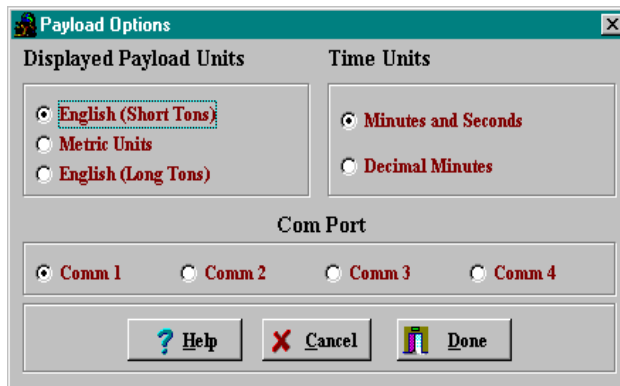 Payload Options
Displayed Payload Units
Time Units
English (Short Tons)
Metric Units
English (Long Tons)
Minutes and Seconds
Decimal Minutes
Com Port
Comm 1 Comm 2 Comm 3 Comm 4
Help Cancel Done